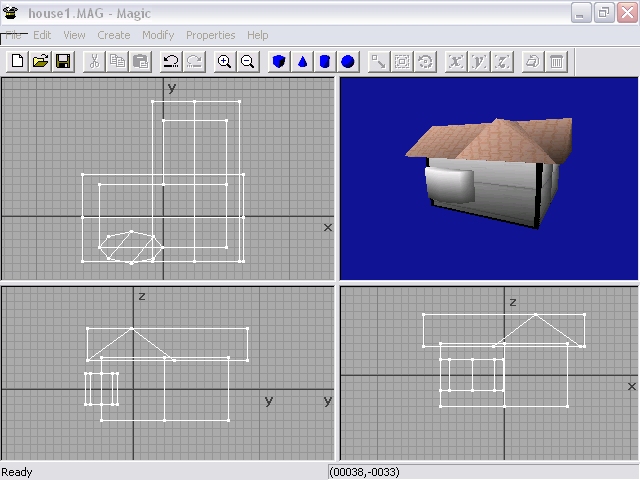 house1.MAG - Magic
File Edit View Create Modify Properties Help
x y z
y
x
z
y y
z
x
Ready (00038,-0033)